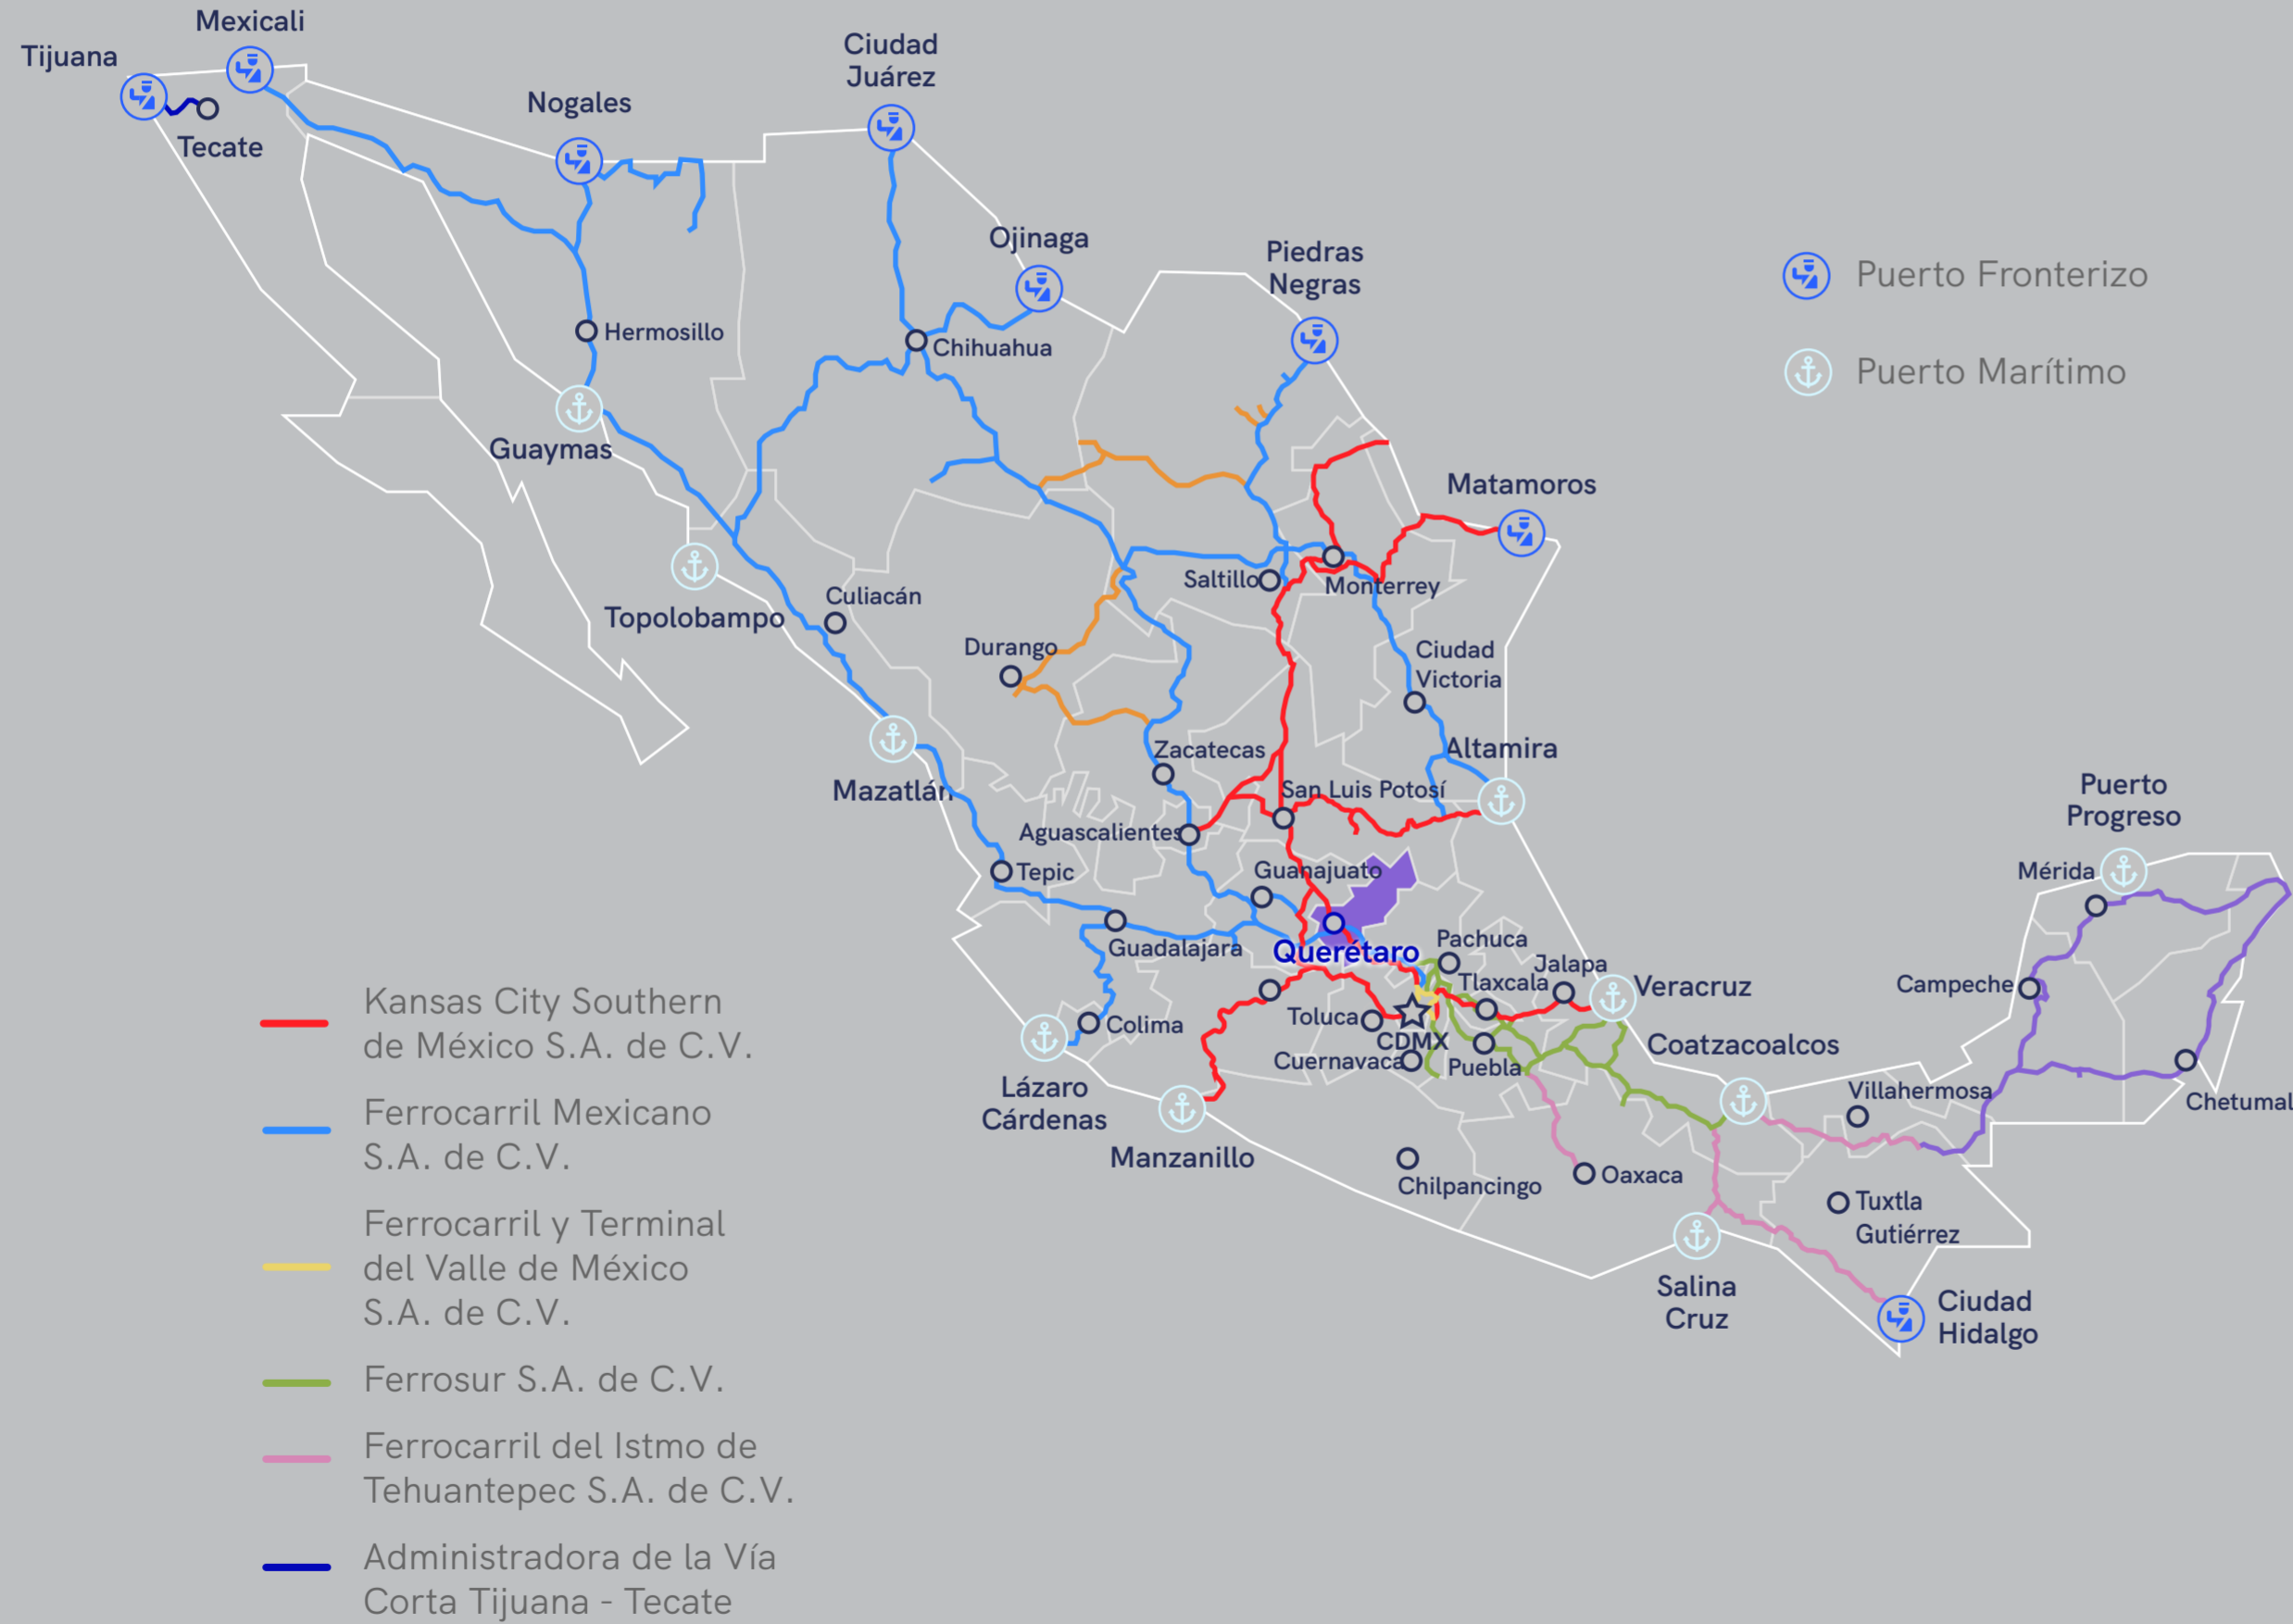 Mexicali
Tijuana
Tecate
Nogales
Ciudad
Juárez
Ojinaga
Piedras
Negras
Puerto Fronterizo
Puerto Marítimo
Hermosillo
Chihuahua
Guaymas
Matamoros
Topolobampo
Culiacán
Saltillo
Monterrey
Durango
Ciudad
Victoria
Altamira
Zacatecas
Mazatlán
San Luis Potosí
Aguascalientes
Puerto
Progreso
Mérida
Tepic
Guanajuato
Guadalajara
Querétaro
Pachuca
Jalapa
Tlaxcala
Veracruz
Campeche
Colima
Toluca
CDMX
Cuernavaca
Puebla
Coatzacoalcos
Villahermosa
Chetumal
Lázaro
Cárdenas
Manzanillo
Chilpancingo
Oaxaca
Tuxtla
Gutiérrez
Salina
Cruz
Ciudad
Hidalgo
Kansas City Southern
de México S.A. de C.V.
Ferrocarril Mexicano
S.A. de C.V.
Ferrocarril y Terminal
del Valle de México
S.A. de C.V.
Ferrosur S.A. de C.V.
Ferrocarril del Istmo de
Tehuantepec S.A. de C.V.
Administradora de la Vía
Corta Tijuana - Tecate